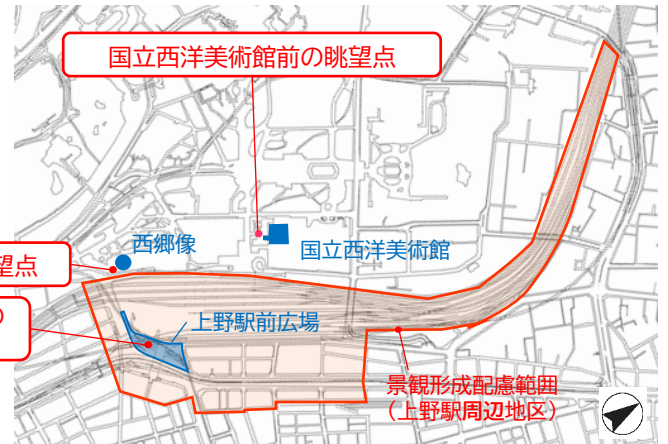 国立西洋美術館前の眺望点
西郷像
国立西洋美術館
望点
の
上野駅前広場
景観形成配慮範囲
（上野駅周辺地区）